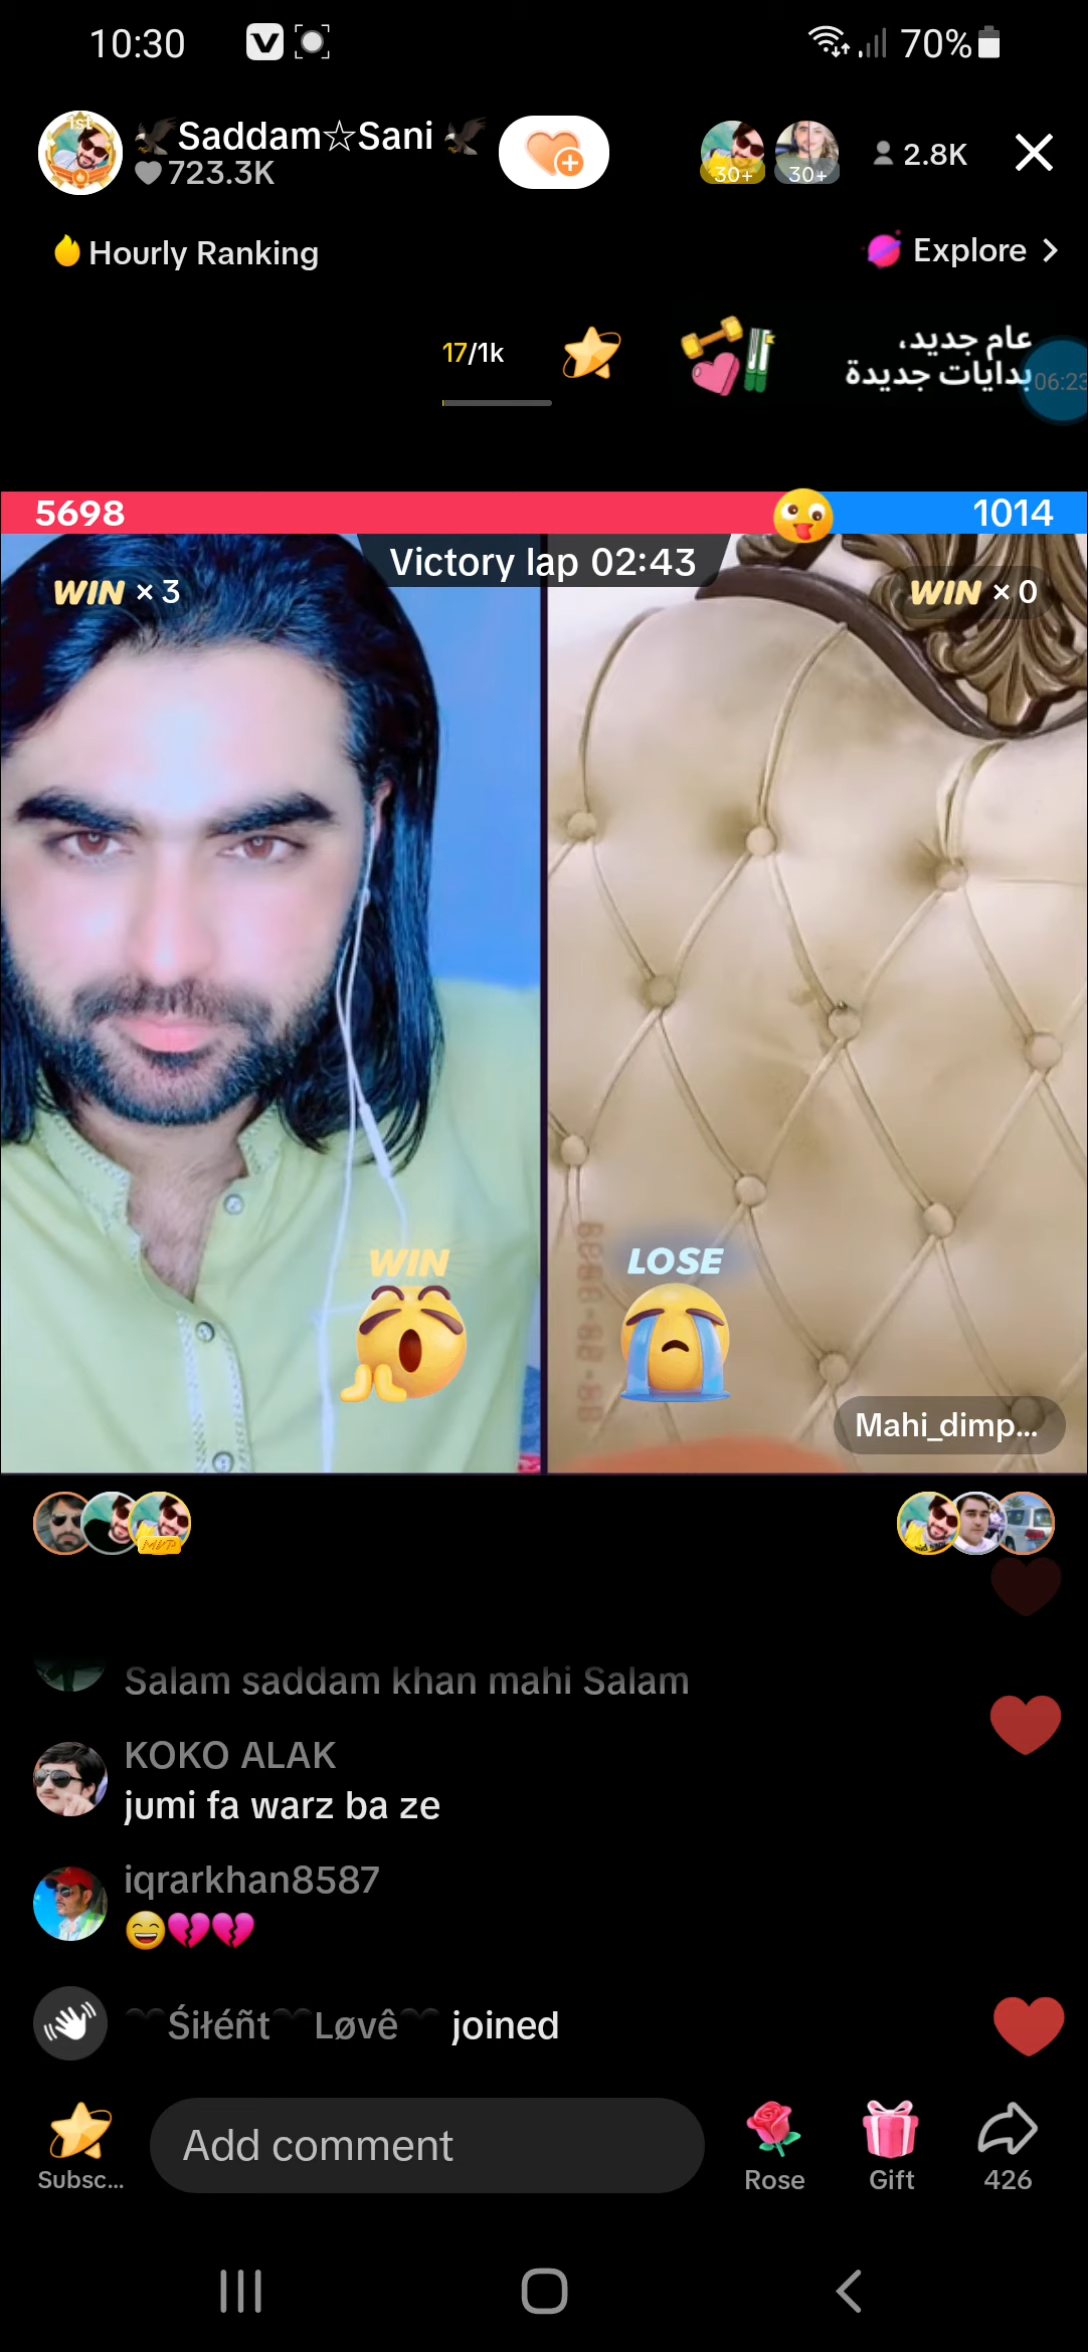 10:30
70%
Saddam☆Sani
723.3K
30+
30+
2.8K
Hourly Ranking
Explore
17/1k
عام جديد،
بدايات جديدة
06:23
5698
1014
Victory lap 02:43
WIN × 3
WIN × 0
WIN
LOSE
Mahi_dimp...
MVP
Salam saddam khan mahi Salam
KOKO ALAK
jumi fa warz ba ze
iqrarkhan8587
😄💔💔
Śiłéñt Løvê joined
Add comment
Subsc...
Rose
Gift
426